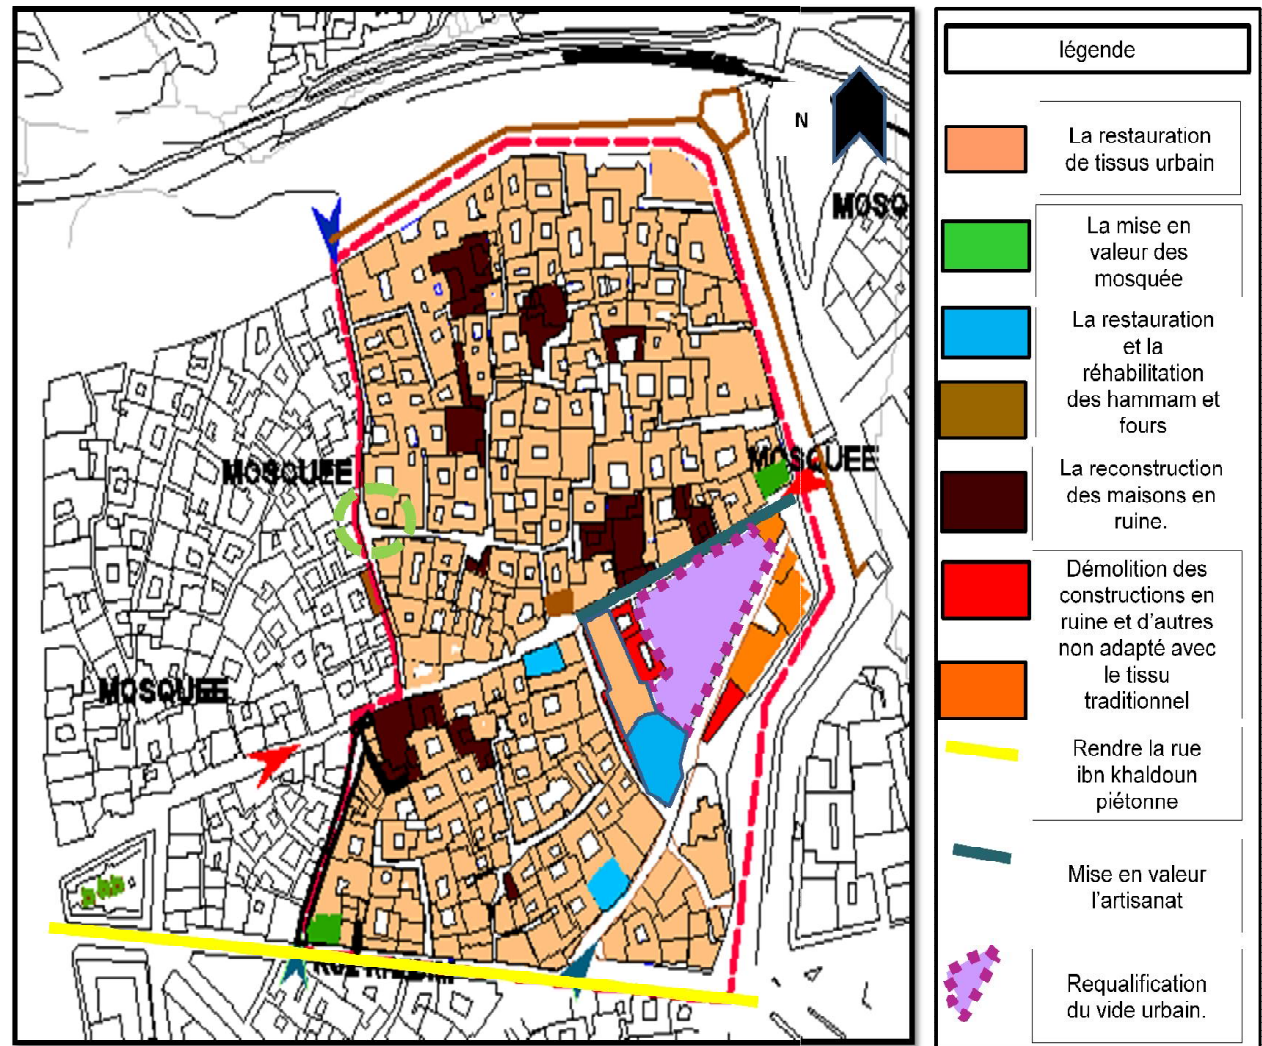 N
MOSQ
MOSQUEE
MOSQUEE
MOSQUEE
légende
La restauration
de tissus urbain
La mise en
valeur des
mosquée
La restauration
et la
réhabilitation
des hammam et
fours
La reconstruction
des maisons en
ruine.
Démolition des
constructions en
ruine et d’autres
non adapté avec
le tissu
traditionnel
Rendre la rue
ibn khaldoun
piétonne
Mise en valeur
l’artisanat
Requalification
du vide urbain.